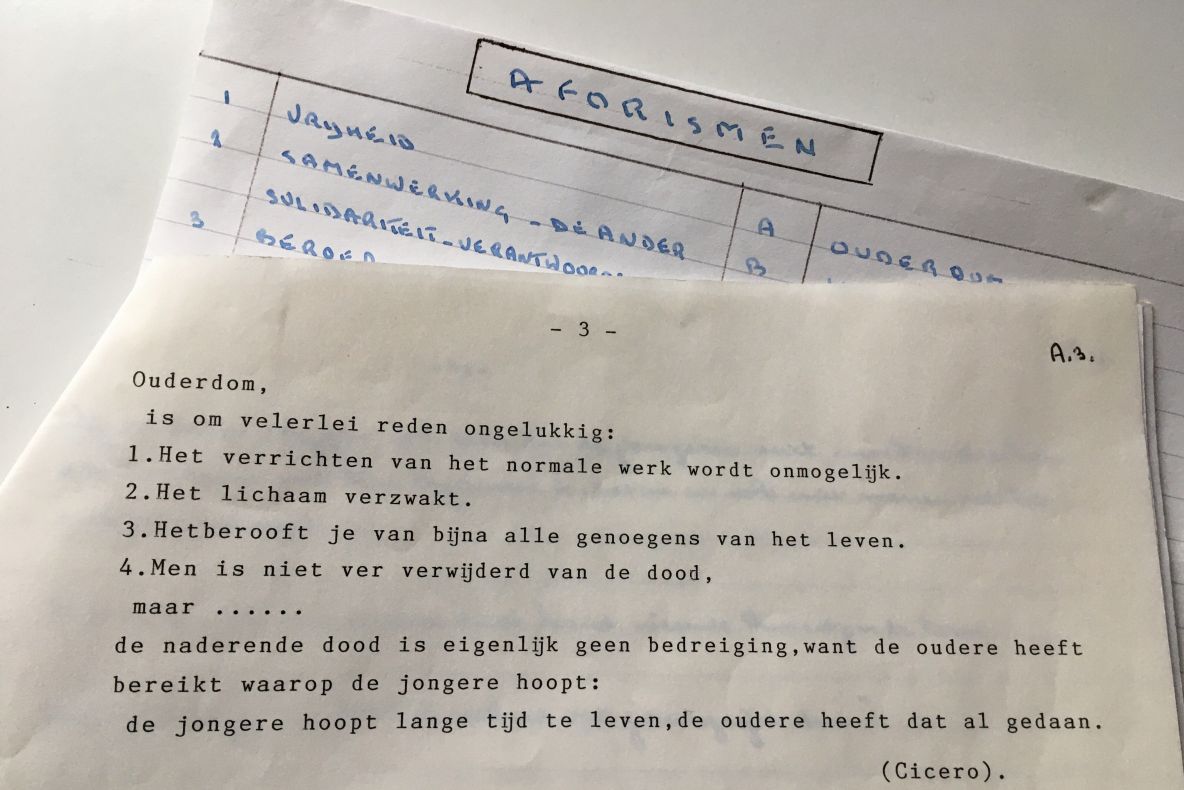 AFORISMEN
1 VRIJHEID
2 SAMENWERKING - DE ANDER A OUDERDOM
SOLIDARITEIT - VERANTWOOR B
3 BEROEP
- 3 -
A.3.
Ouderdom,
is om velerlei reden ongelukkig:
1.Het verrichten van het normale werk wordt onmogelijk.
2.Het lichaam verzwakt.
3.Hetberooft je van bijna alle genoegens van het leven.
4.Men is niet ver verwijderd van de dood,
maar ......
de naderende dood is eigenlijk geen bedreiging,want de oudere heeft
bereikt waarop de jongere hoopt:
de jongere hoopt lange tijd te leven,de oudere heeft dat al gedaan.
(Cicero).